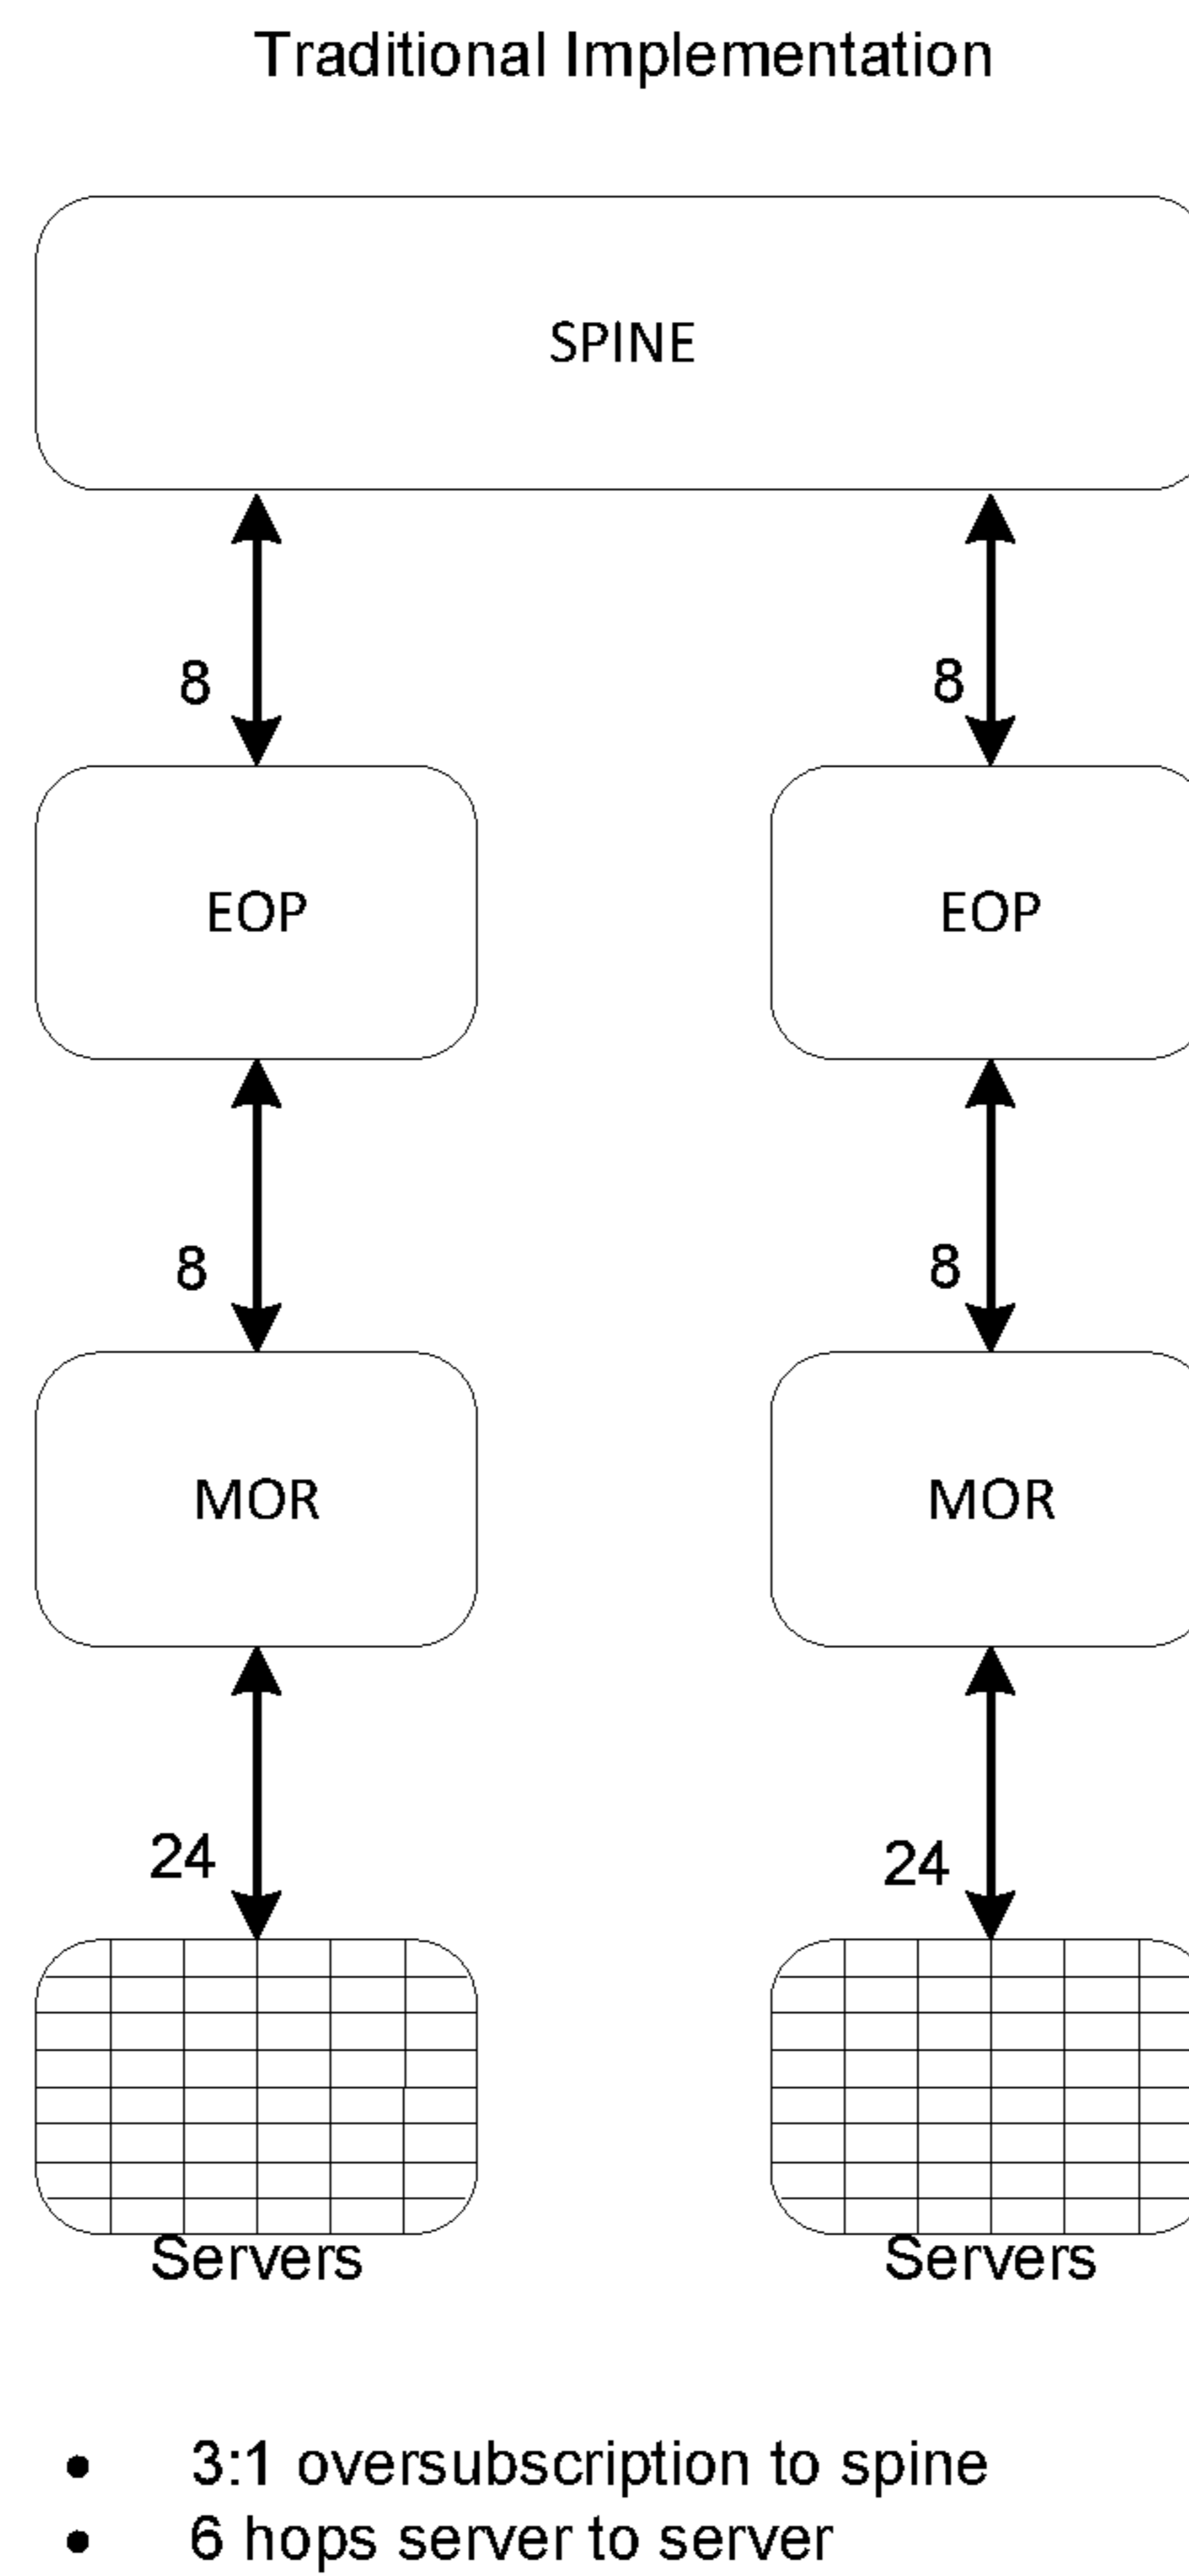 Traditional Implementation
SPINE
8 8
EOP EOP
8 8
MOR MOR
24 24
Servers Servers
• 3:1 oversubscription to spine
• 6 hops server to server